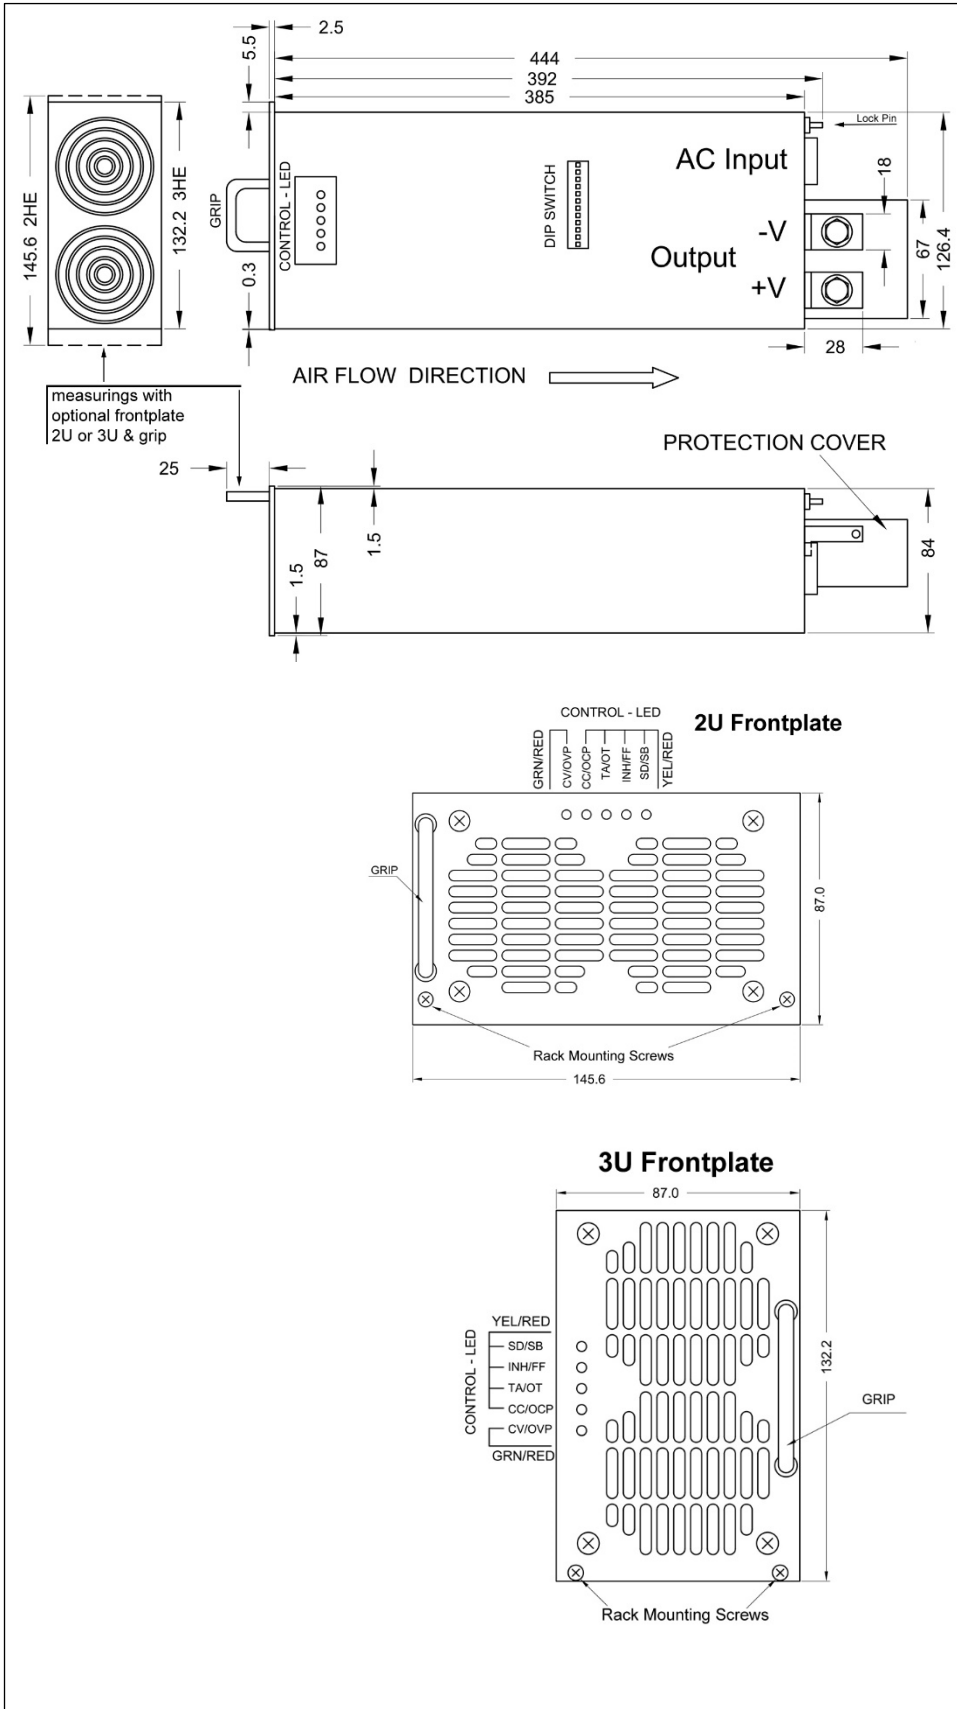 5.5
2.5
444
392
385
Lock Pin
145.6 2HE
132.2 3HE
GRIP
CONTROL - LED
DIP SWITCH
AC Input
18
-V
Output
+V
67
126.4
0.3
28
AIR FLOW DIRECTION
measurings with
optional frontplate
2U or 3U & grip
PROTECTION COVER
25
1.5
87
1.5
84
CONTROL - LED
2U Frontplate
GRN/RED
CV/OVP
CC/OCP
TA/OT
INH/FF
SD/SB
YEL/RED
GRIP
87.0
Rack Mounting Screws
145.6
3U Frontplate
87.0
CONTROL - LED
YEL/RED
SD/SB
INH/FF
TA/OT
CC/OCP
CV/OVP
GRN/RED
132.2
GRIP
Rack Mounting Screws